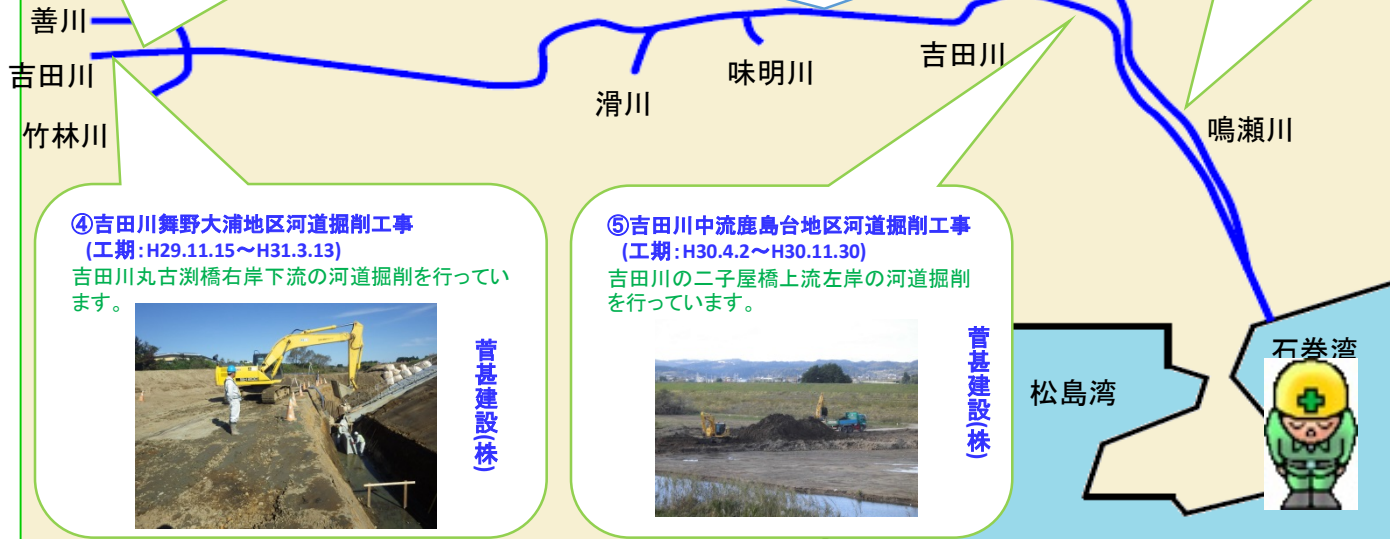 善川
吉田川
竹林川
滑川
味明川
吉田川
鳴瀬川
④吉田川舞野大浦地区河道掘削工事
(工期:H29.11.15～H31.3.13)
吉田川丸古渕橋右岸下流の河道掘削を行ってい
ます。
菅甚建設(株)
⑤吉田川中流鹿島台地区河道掘削工事
(工期:H30.4.2～H30.11.30)
吉田川の二子屋橋上流左岸の河道掘削
を行っています。
菅甚建設(株)
松島湾
石巻湾